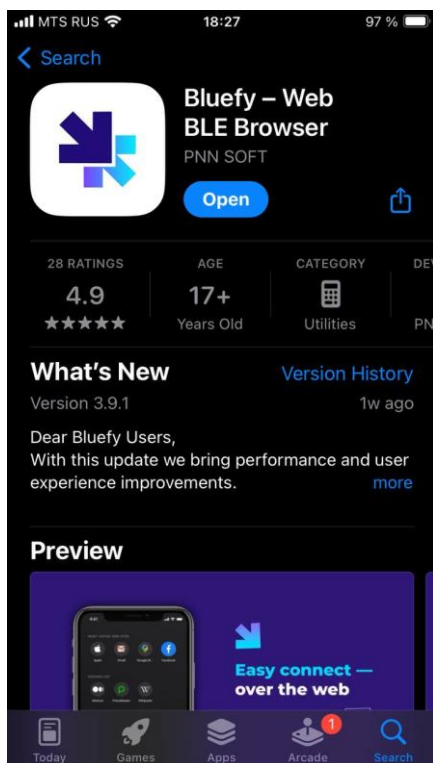 MTS RUS 18:27 97 %
Search
Bluefy – Web
BLE Browser
PNN SOFT
Open
28 RATINGS AGE CATEGORY DE
4.9 17+
Years Old Utilities PN
What's New Version History
Version 3.9.1 1w ago
Dear Bluefy Users,
With this update we bring performance and user
experience improvements. more
Preview
Easy connect —
over the web
1
Today Games Apps Arcade Search